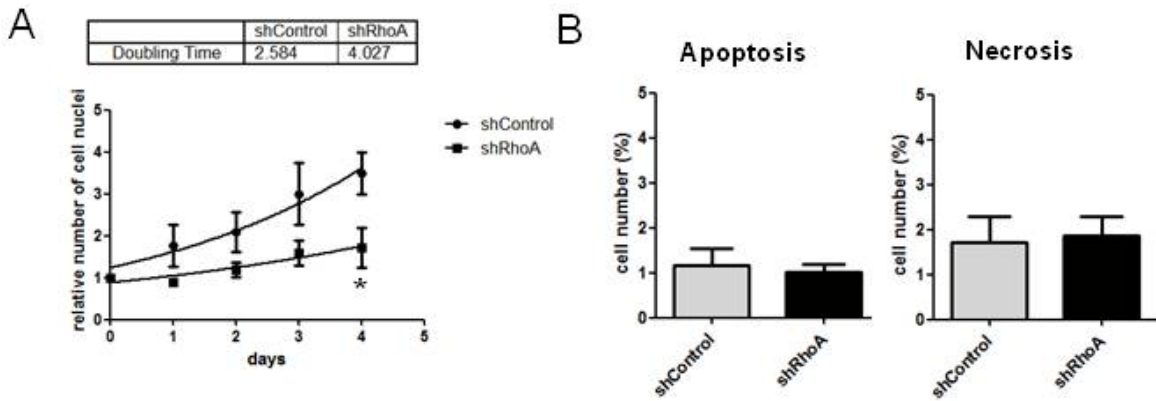 A
shControl shRhoA
Doubling Time 2.584 4.027
relative number of cell nuclei
5
4
3
2
1
0
0 1 2 3 4 5
days
*
shControl
shRhoA
B
Apoptosis
cell number (%)
5
4
3
2
1
0
shControl
shRhoA
Necrosis
cell number (%)
5
4
3
2
1
0
shControl
shRhoA